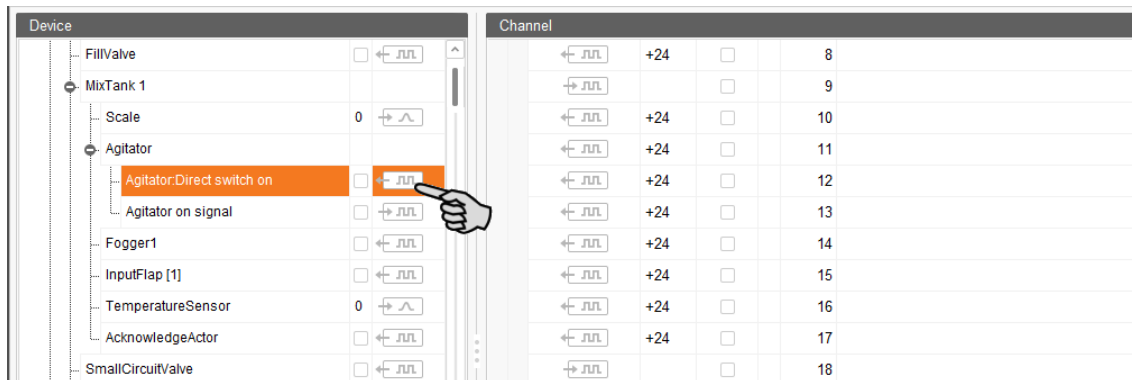 Device Channel
FillValve +24 8
MixTank 1 9
Scale 0 +24 10
Agitator +24 11
Agitator:Direct switch on +24 12
Agitator on signal +24 13
Fogger1 +24 14
InputFlap [1] +24 15
TemperatureSensor 0 +24 16
AcknowledgeActor +24 17
SmallCircuitValve 18